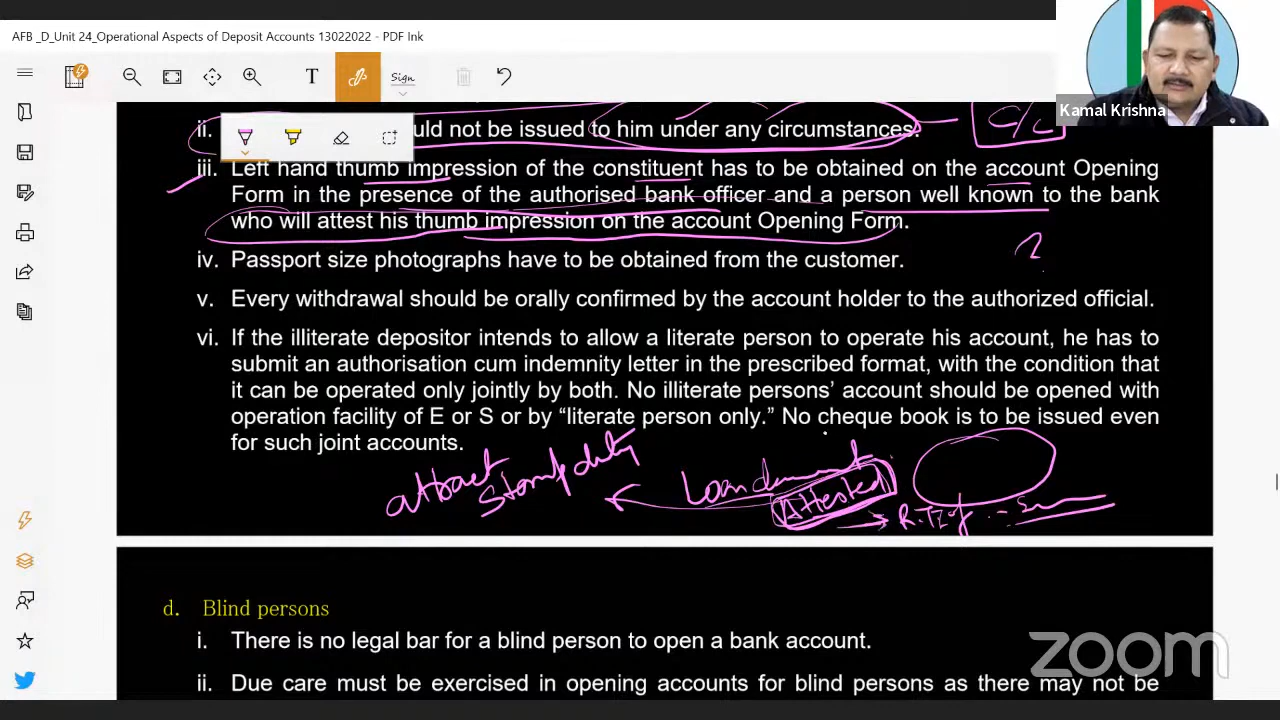 AFB _D_Unit 24_Operational Aspects of Deposit Accounts 13022022 - PDF Ink
T
Sign
Kamal Krishna
ii. uld not be issued to him under any circumstances.
C/C
iii. Left hand thumb impression of the constituent has to be obtained on the account Opening
Form in the presence of the authorised bank officer and a person well known to the bank
who will attest his thumb impression on the account Opening Form.
?
iv. Passport size photographs have to be obtained from the customer.
v. Every withdrawal should be orally confirmed by the account holder to the authorized official.
vi. If the illiterate depositor intends to allow a literate person to operate his account, he has to
submit an authorisation cum indemnity letter in the prescribed format, with the condition that
it can be operated only jointly by both. No illiterate persons’ account should be opened with
operation facility of E or S or by “literate person only.” No cheque book is to be issued even
for such joint accounts.
attract
Stamp duty
Loan document
Attested
R.T.I of
d. Blind persons
i. There is no legal bar for a blind person to open a bank account.
ii. Due care must be exercised in opening accounts for blind persons as there may not be
zoom